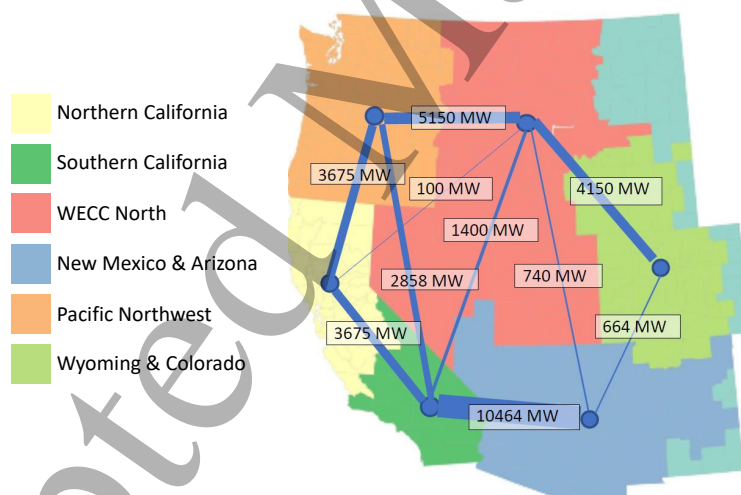 Northern California
Southern California
WECC North
New Mexico & Arizona
Pacific Northwest
Wyoming & Colorado
5150 MW
3675 MW
100 MW
4150 MW
1400 MW
2858 MW
740 MW
664 MW
3675 MW
10464 MW